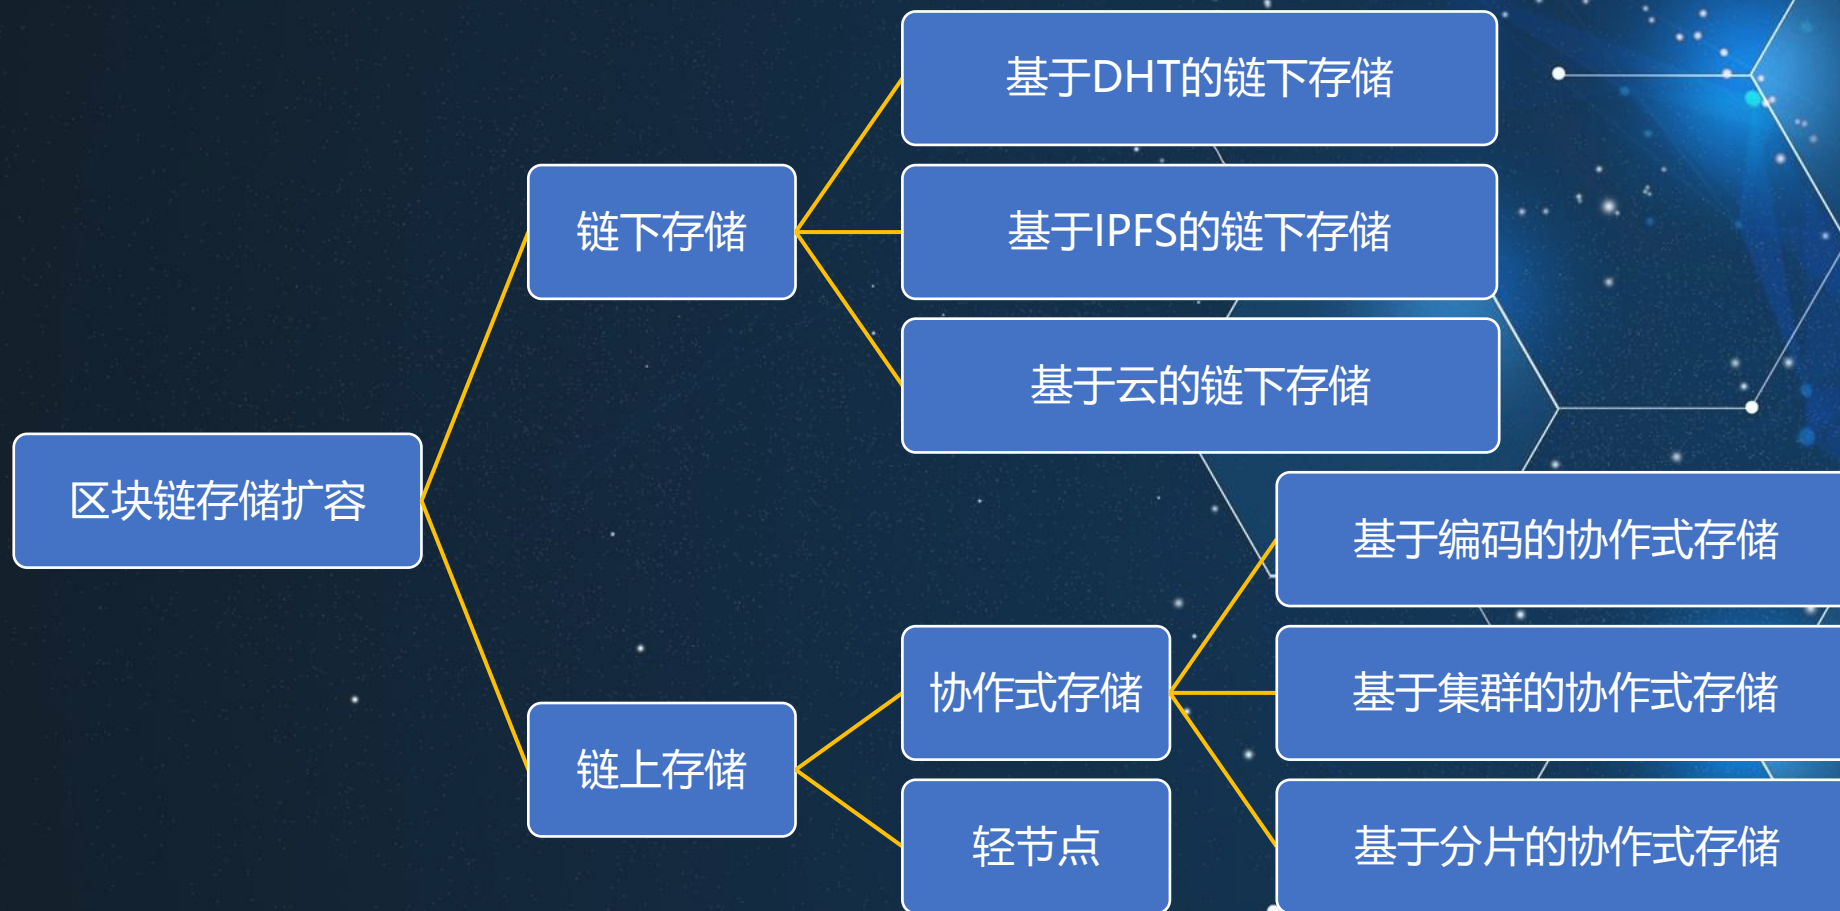 区块链存储扩容
链下存储
基于DHT的链下存储
基于IPFS的链下存储
基于云的链下存储
链上存储
协作式存储
基于编码的协作式存储
基于集群的协作式存储
基于分片的协作式存储
轻节点